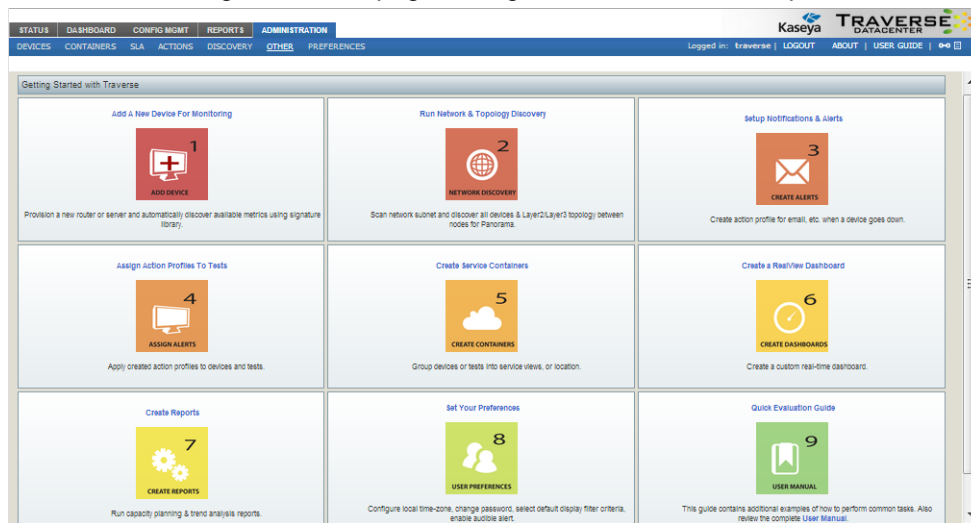 Kaseya TRAVERSE
DATACENTER
STATUS DASHBOARD CONFIG MGMT REPORTS ADMINISTRATION
DEVICES CONTAINERS SLA ACTIONS DISCOVERY OTHER PREFERENCES Logged in: traverse | LOGOUT ABOUT | USER GUIDE |
Getting Started with Traverse
Add A New Device For Monitoring
1
ADD DEVICE
Provision a new router or server and automatically discover available metrics using signature
library.
Run Network & Topology Discovery
2
NETWORK DISCOVERY
Scan network subnet and discover all devices & Layer2/Layer3 topology between
nodes for Panorama.
Setup Notifications & Alerts
3
CREATE ALERTS
Create action profile for email, etc. when a device goes down.
Assign Action Profiles To Tests
4
ASSIGN ALERTS
Apply created action profiles to devices and tests.
Create Service Containers
5
CREATE CONTAINERS
Group devices or tests into service views, or location.
Create a RealView Dashboard
6
CREATE DASHBOARDS
Create a custom real-time dashboard.
Create Reports
7
CREATE REPORTS
Run capacity planning & trend analysis reports.
Set Your Preferences
8
USER PREFERENCES
Configure local time-zone, change password, select default display filter criteria,
enable audible alert.
Quick Evaluation Guide
9
USER MANUAL
This guide contains additional examples of how to perform common tasks. Also
review the complete User Manual.